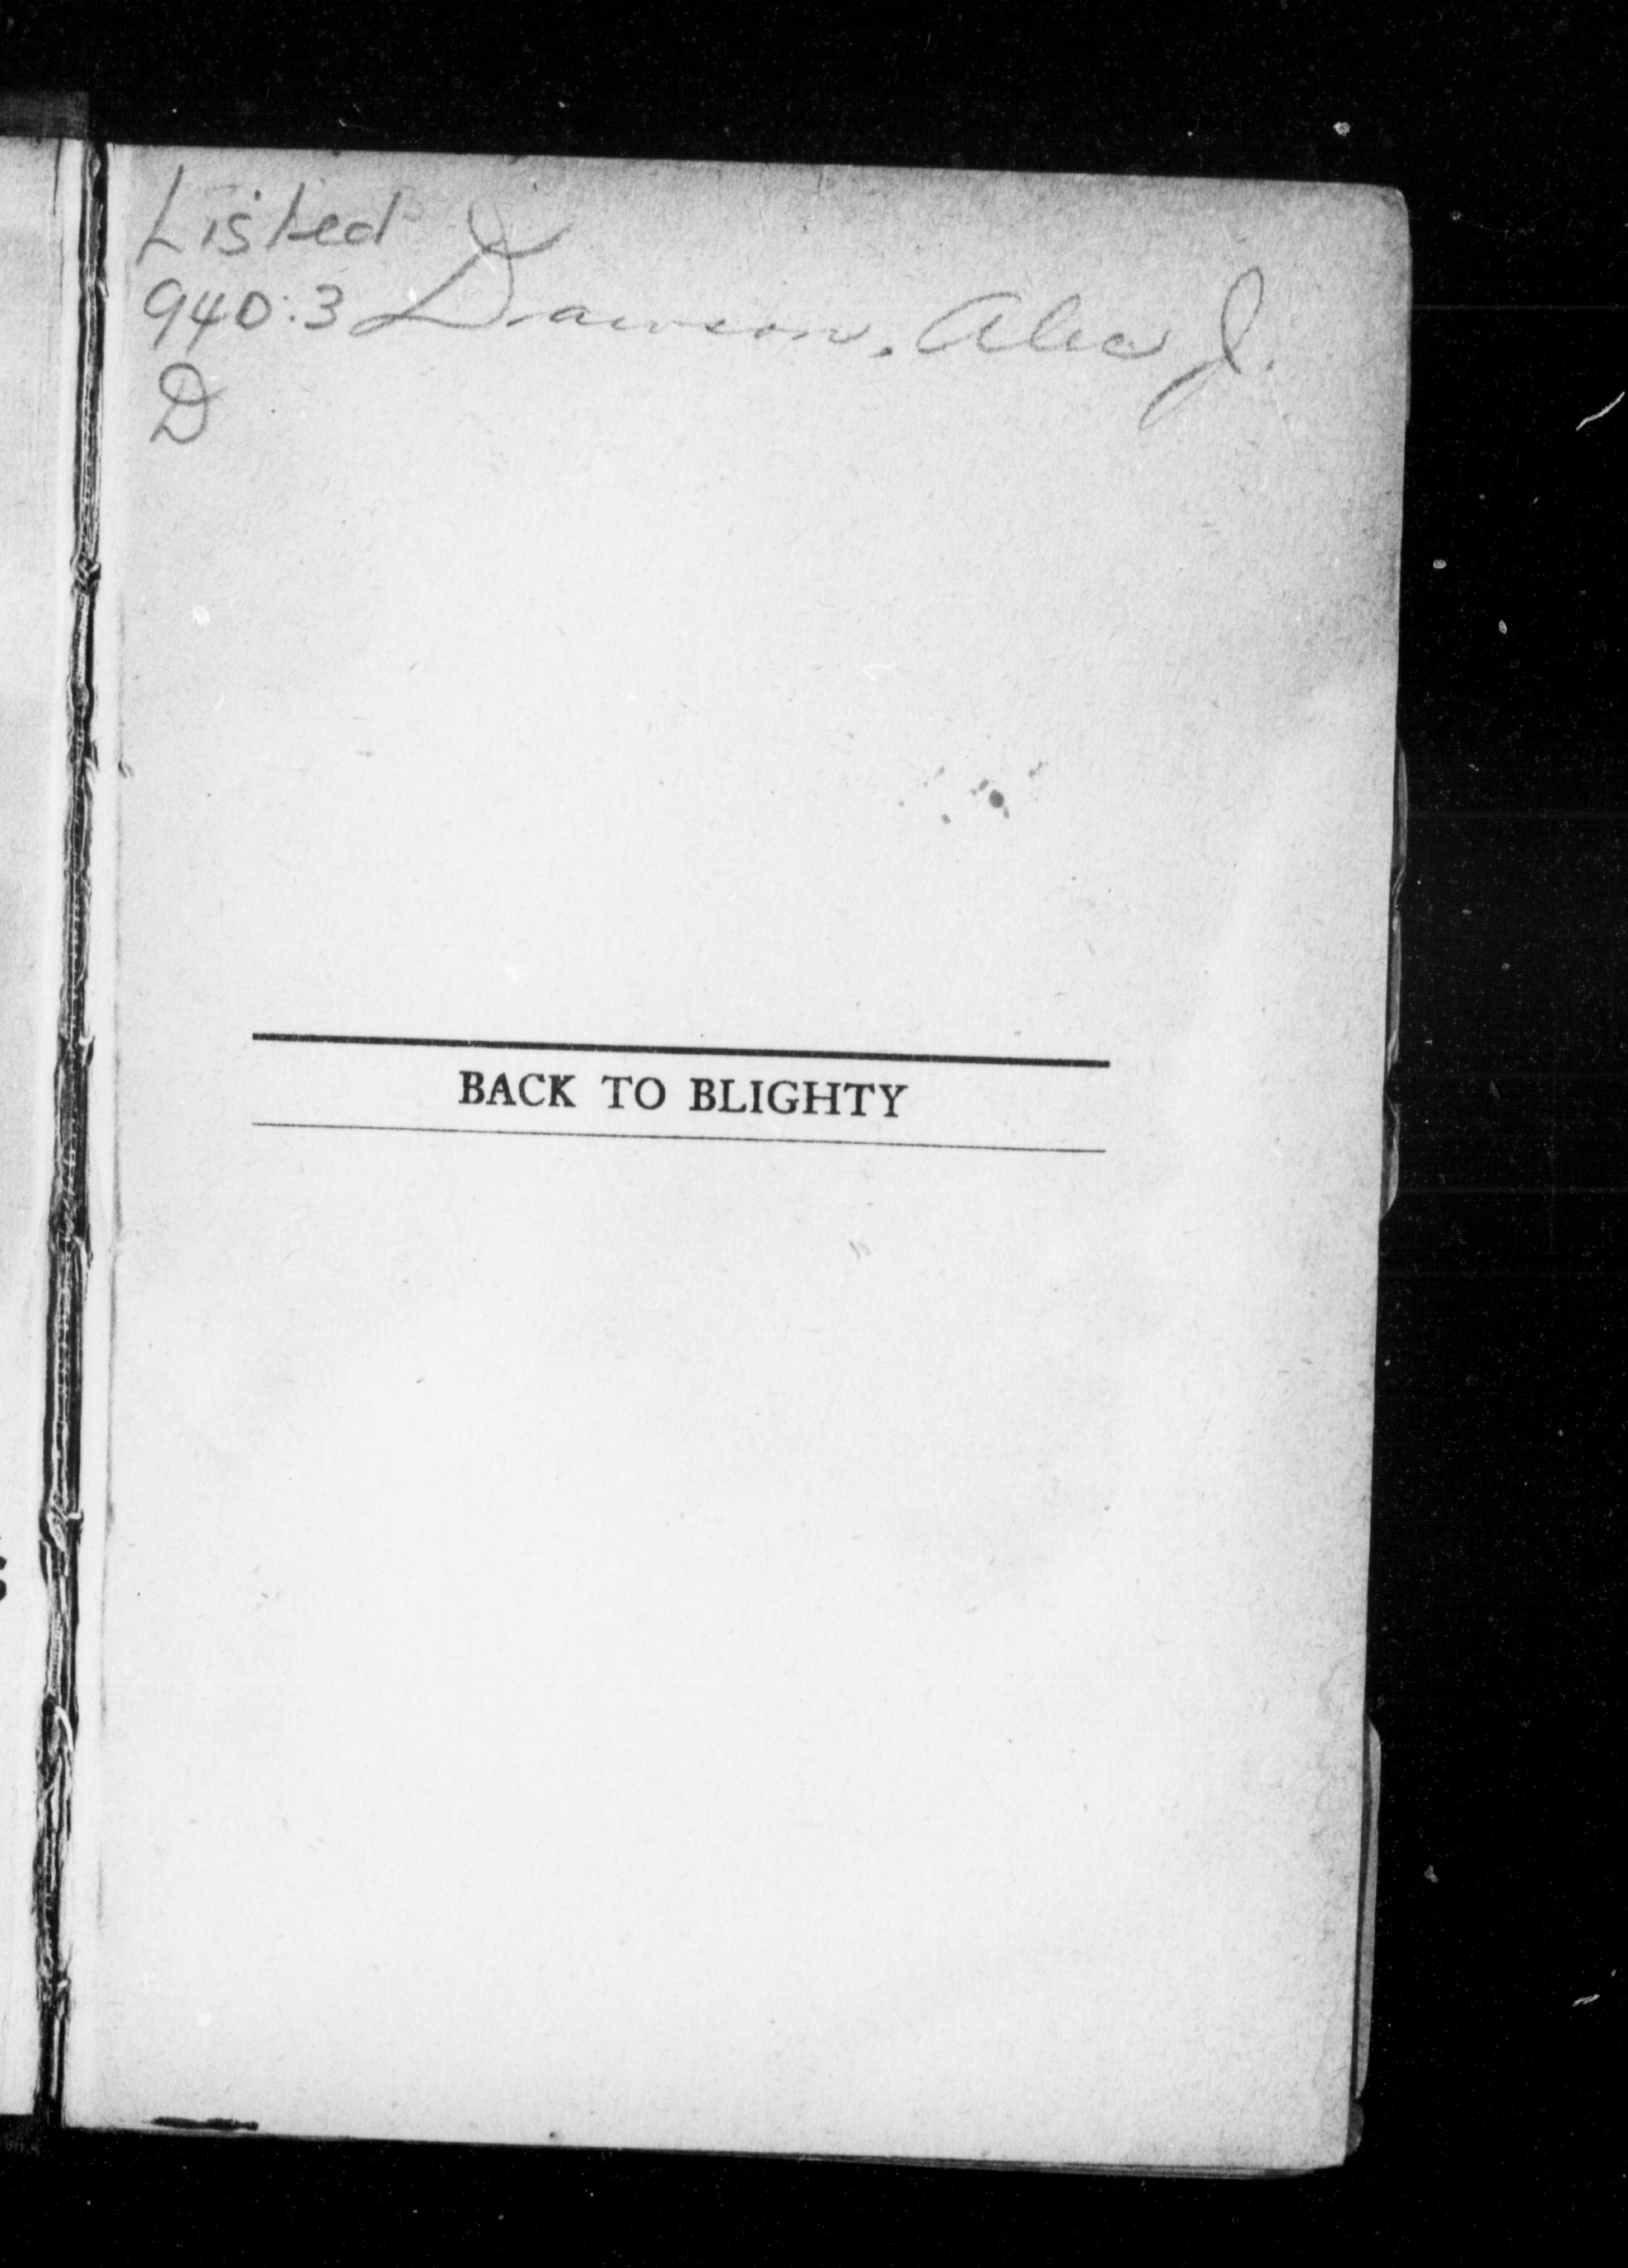 Listed
940.3 Dawson, Alec J.
D
BACK TO BLIGHTY